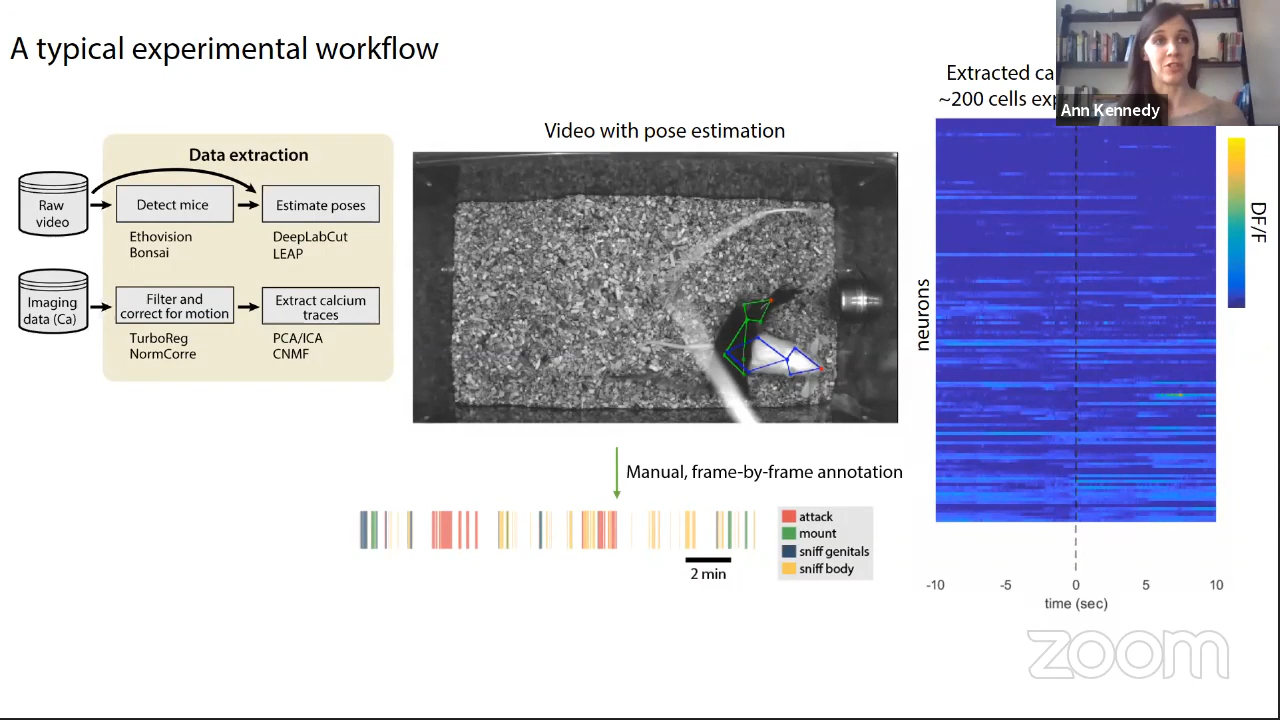 A typical experimental workflow
Extracted ca
~200 cells exp
Ann Kennedy
Data extraction
Raw
video
Detect mice
Estimate poses
Ethovision
Bonsai
DeepLabCut
LEAP
Imaging
data (Ca)
Filter and
correct for motion
Extract calcium
traces
TurboReg
NormCorre
PCA/ICA
CNMF
Video with pose estimation
Manual, frame-by-frame annotation
attack
mount
sniff genitals
sniff body
2 min
neurons
DF/F
-10
-5
0
5
10
time (sec)
zoom